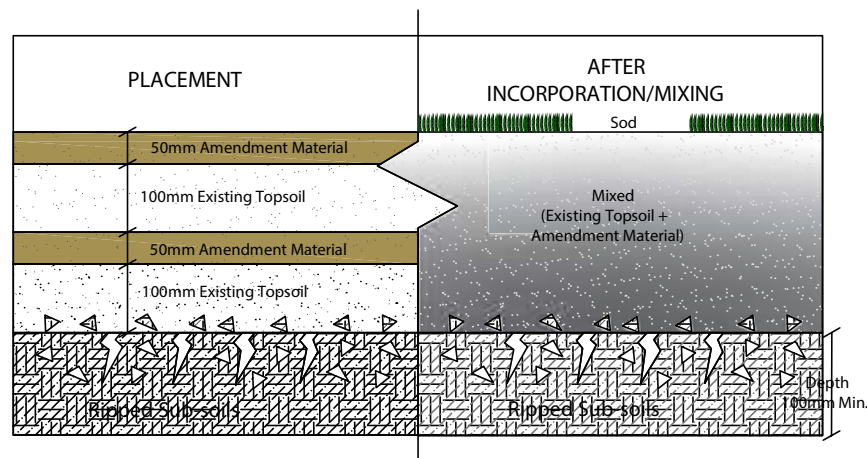 PLACEMENT
AFTER
INCORPORATION/MIXING
Sod
50mm Amendment Material
100mm Existing Topsoil
Mixed
(Existing Topsoil +
Amendment Material)
50mm Amendment Material
100mm Existing Topsoil
Ripped Sub-soils
Ripped Sub-soils
Depth
100mm Min.